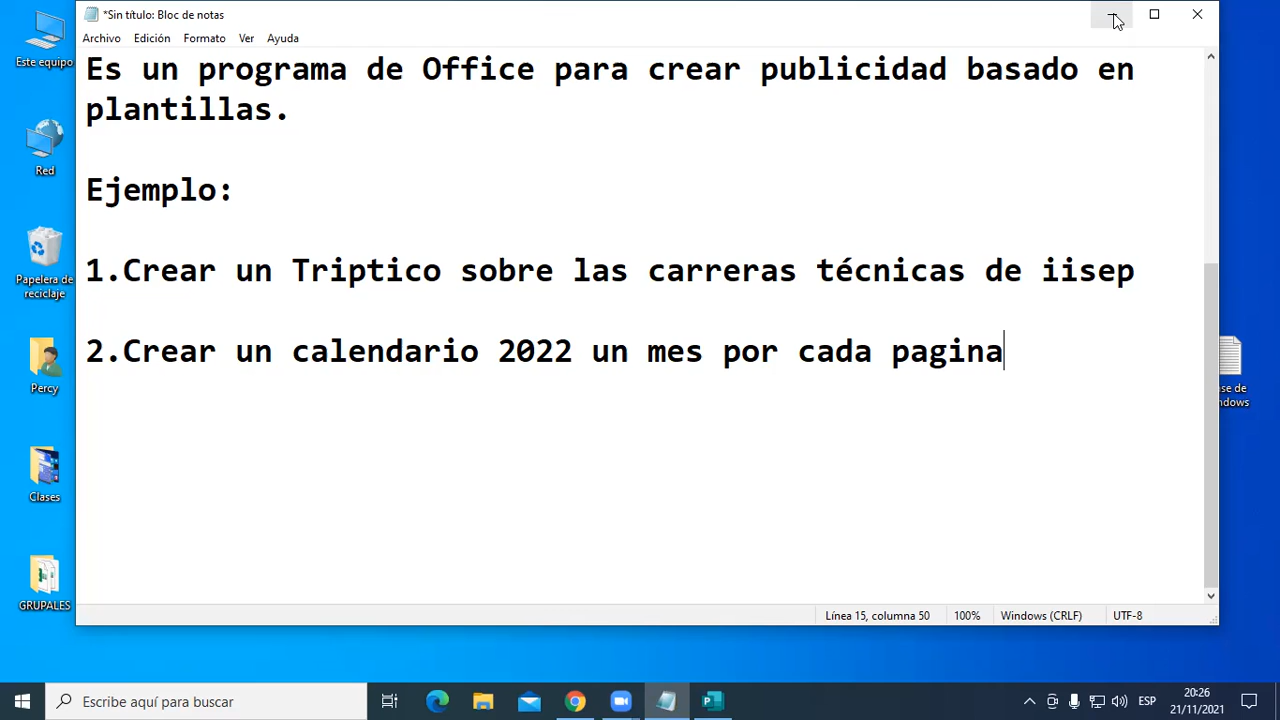 *Sin título: Bloc de notas
Archivo Edición Formato Ver Ayuda
Es un programa de Office para crear publicidad basado en
plantillas.
Ejemplo:
1.Crear un Triptico sobre las carreras técnicas de iisep
2.Crear un calendario 2022 un mes por cada pagina
Línea 15, columna 50 100% Windows (CRLF) UTF-8
Este equipo
Red
Papelera de
reciclaje
Percy
Clases
GRUPALES
Escribe aquí para buscar
ESP
20:26
21/11/2021